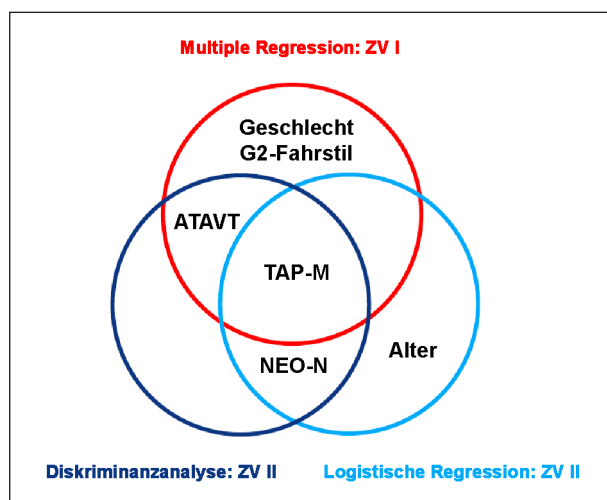 Multiple Regression: ZV I
Geschlecht
G2-Fahrstil
ATAVT
TAP-M
NEO-N
Alter
Diskriminanzanalyse: ZV II
Logistische Regression: ZV II